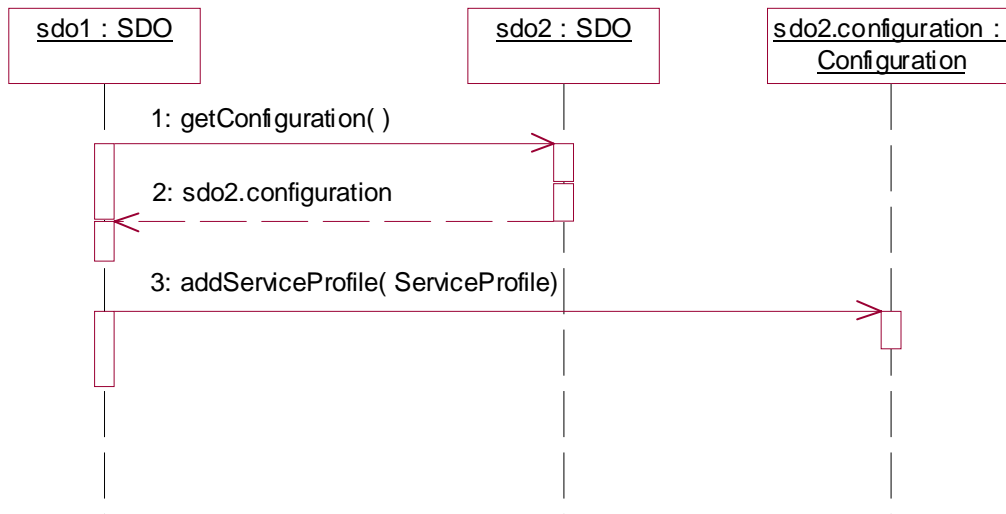 sdo1 : SDO
sdo2 : SDO
sdo2.configuration :
Configuration
1: getConfiguration( )
2: sdo2.configuration
3: addServiceProfile( ServiceProfile)